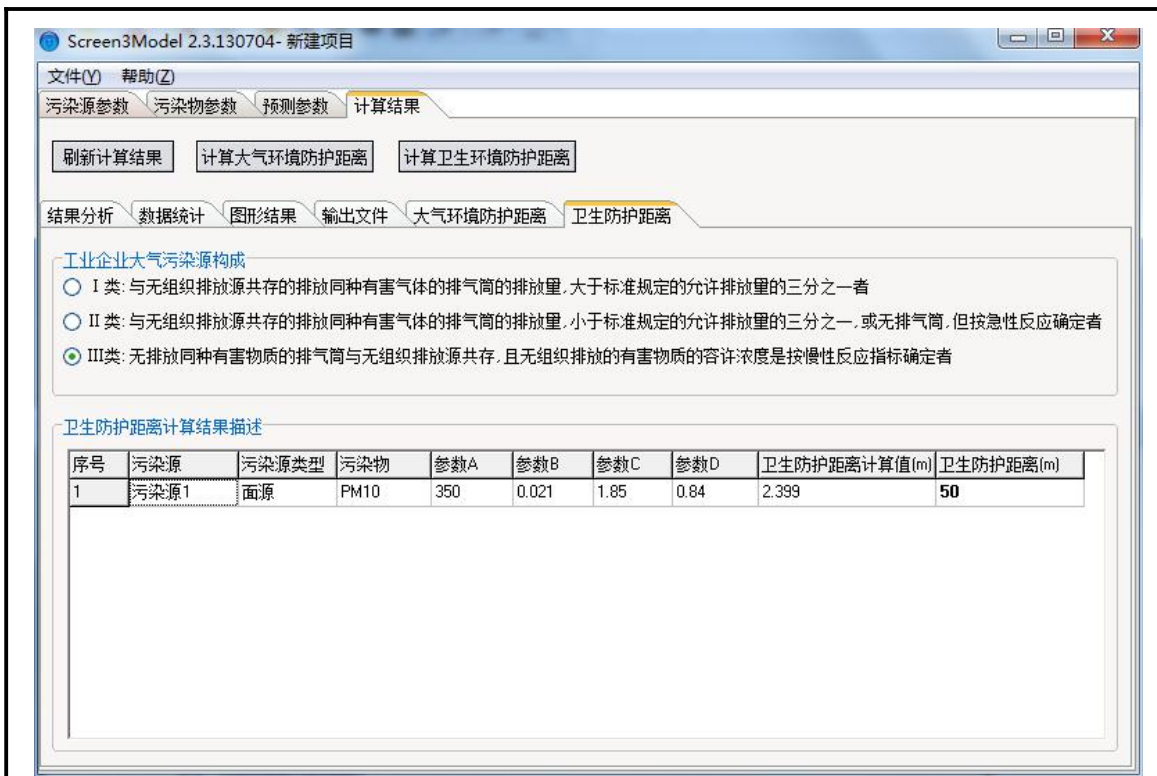 Screen3Model 2.3.130704- 新建项目
文件(Y) 帮助(Z)
污染源参数 污染物参数 预测参数 计算结果
刷新计算结果 计算大气环境防护距离 计算卫生环境防护距离
结果分析 数据统计 图形结果 输出文件 大气环境防护距离 卫生防护距离
工业企业大气污染源构成
I 类: 与无组织排放源共存的排放同种有害气体的排气筒的排放量,大于标准规定的允许排放量的三分之一者
II 类: 与无组织排放源共存的排放同种有害气体的排气筒的排放量,小于标准规定的允许排放量的三分之一,或无排气筒,但按急性反应确定者
III类: 无排放同种有害物质的排气筒与无组织排放源共存,且无组织排放的有害物质的容许浓度是按慢性反应指标确定者
卫生防护距离计算结果描述
序号 污染源 污染源类型 污染物 参数A 参数B 参数C 参数D 卫生防护距离计算值(m) 卫生防护距离(m)
1 污染源1 面源 PM10 350 0.021 1.85 0.84 2.399 50